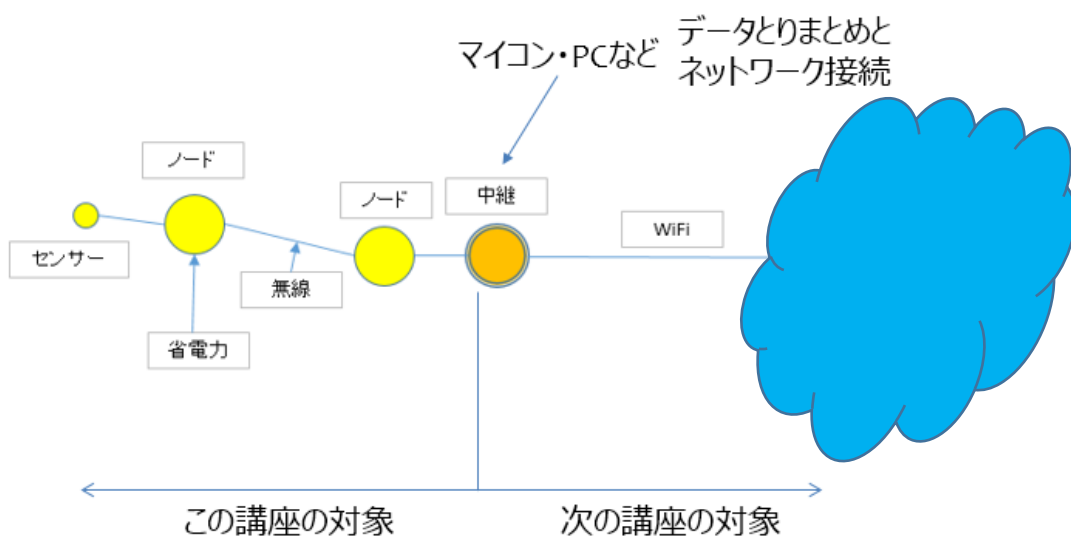 マイコン・PCなど
データとりまとめと
ネットワーク接続
ノード
ノード
中継
WiFi
センサー
無線
省電力
この講座の対象
次の講座の対象